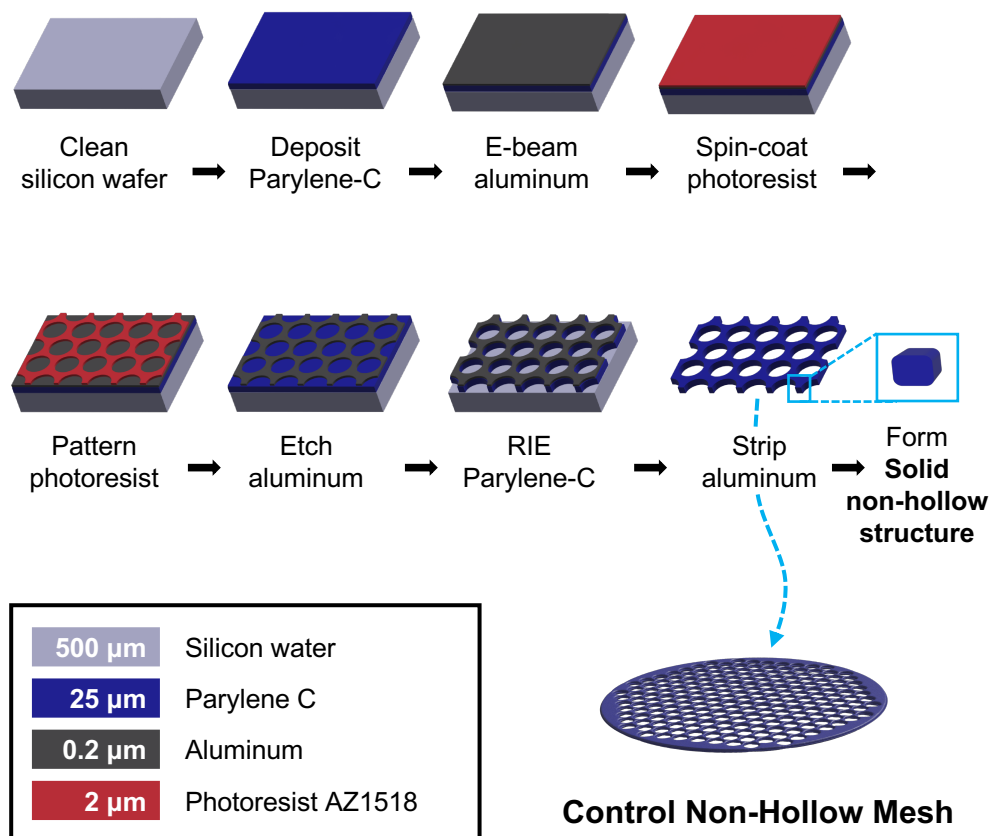 Clean
silicon wafer
Deposit
Parylene-C
E-beam
aluminum
Spin-coat
photoresist
Pattern
photoresist
Etch
aluminum
RIE
Parylene-C
Strip
aluminum
Form
Solid
non-hollow
structure
500 µm Silicon water
25 µm Parylene C
0.2 µm Aluminum
2 µm Photoresist AZ1518
Control Non-Hollow Mesh